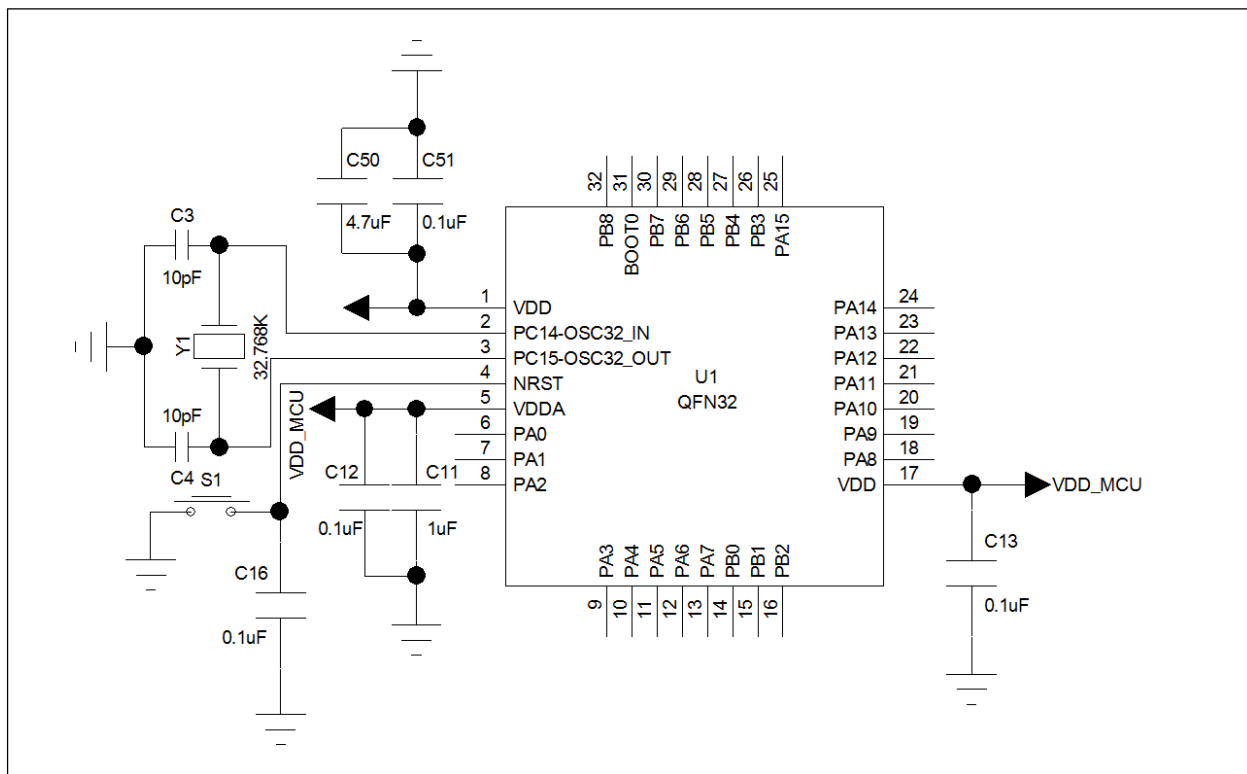 C50
C51
4.7uF
0.1uF
C3
10pF
Y1
32.768K
10pF
C4
S1
VDD_MCU
C12
C11
0.1uF
1uF
C16
0.1uF
32
31
30
29
28
27
26
25
PB8
BOOT0
PB7
PB6
PB5
PB4
PB3
PA15
1 VDD
2 PC14-OSC32_IN
3 PC15-OSC32_OUT
4 NRST
5 VDDA
6 PA0
7 PA1
8 PA2
U1
QFN32
PA14 24
PA13 23
PA12 22
PA11 21
PA10 20
PA9 19
PA8 18
VDD 17
VDD_MCU
C13
0.1uF
PA3
PA4
PA5
PA6
PA7
PB0
PB1
PB2
9
10
11
12
13
14
15
16